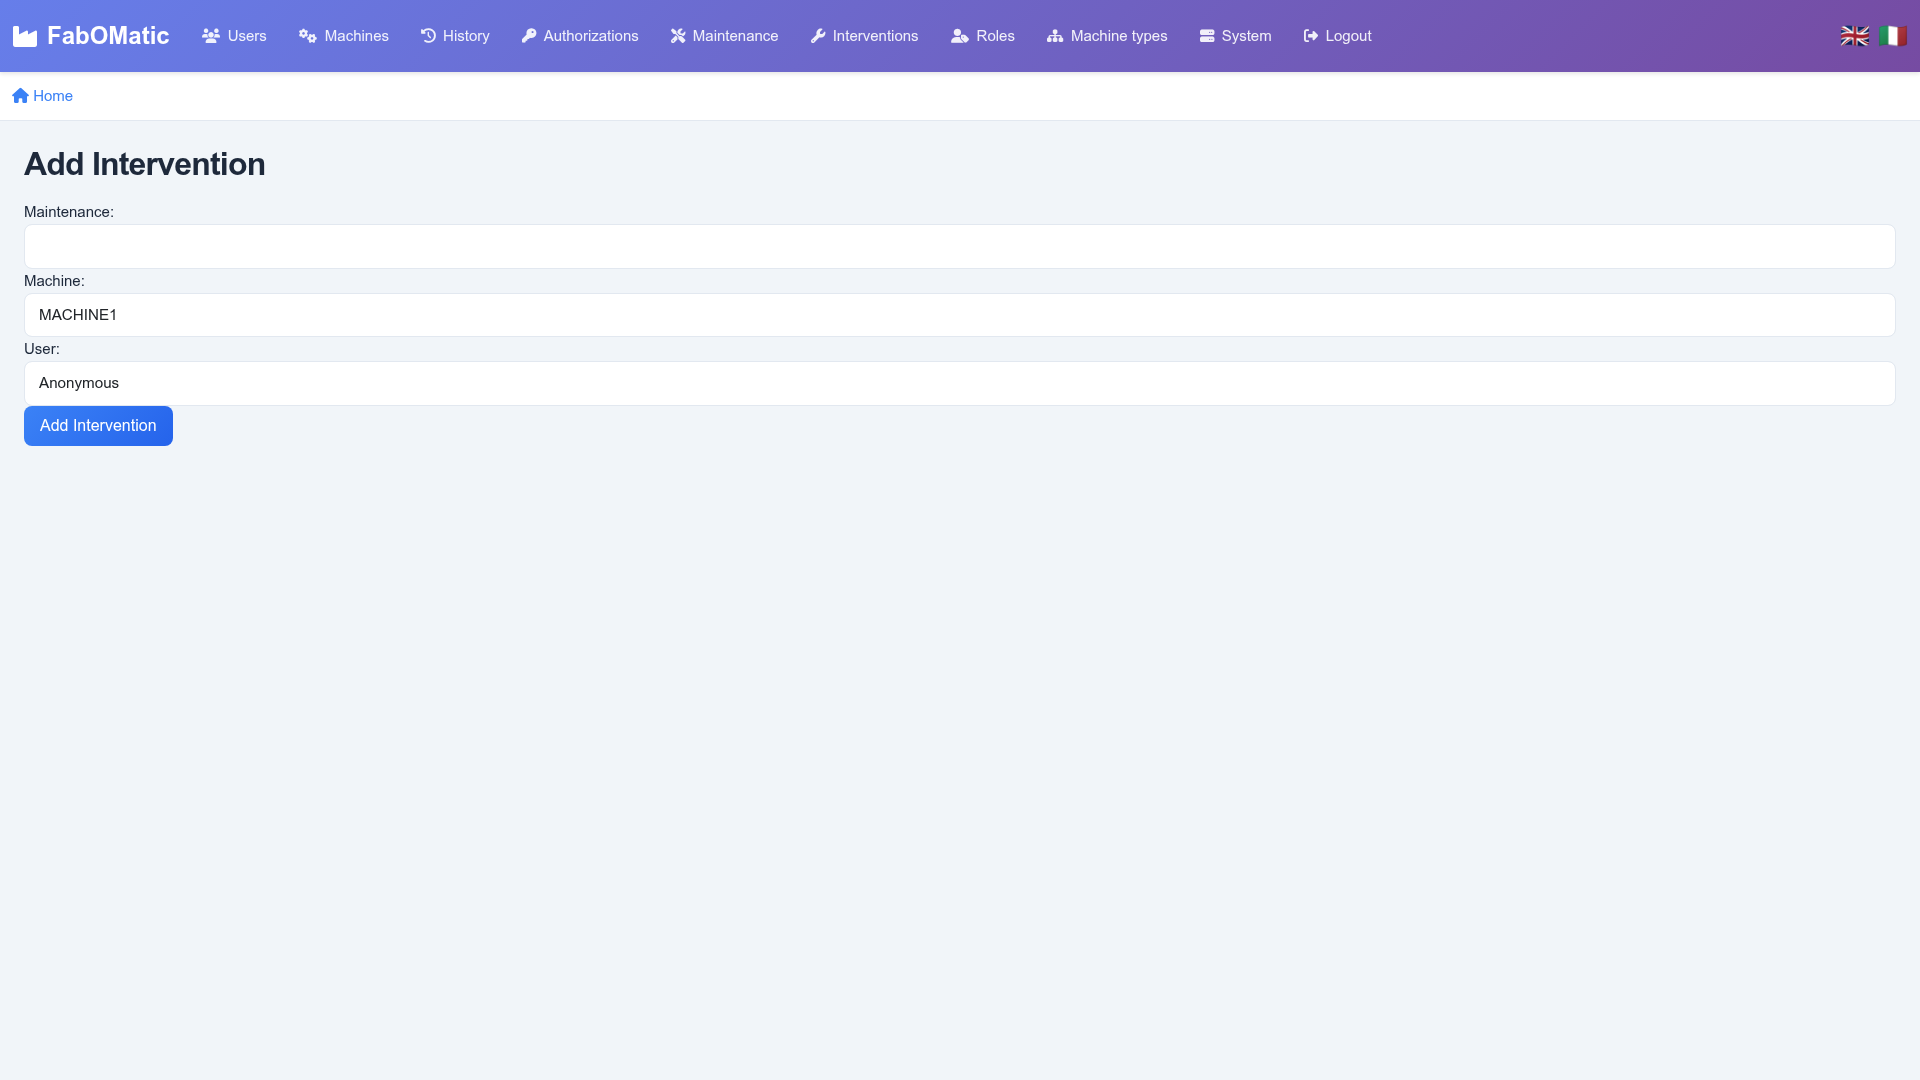 FabOMatic Users Machines History Authorizations Maintenance Interventions Roles Machine types System Logout
Home
Add Intervention
Maintenance:
Machine:
MACHINE1
User:
Anonymous
Add Intervention